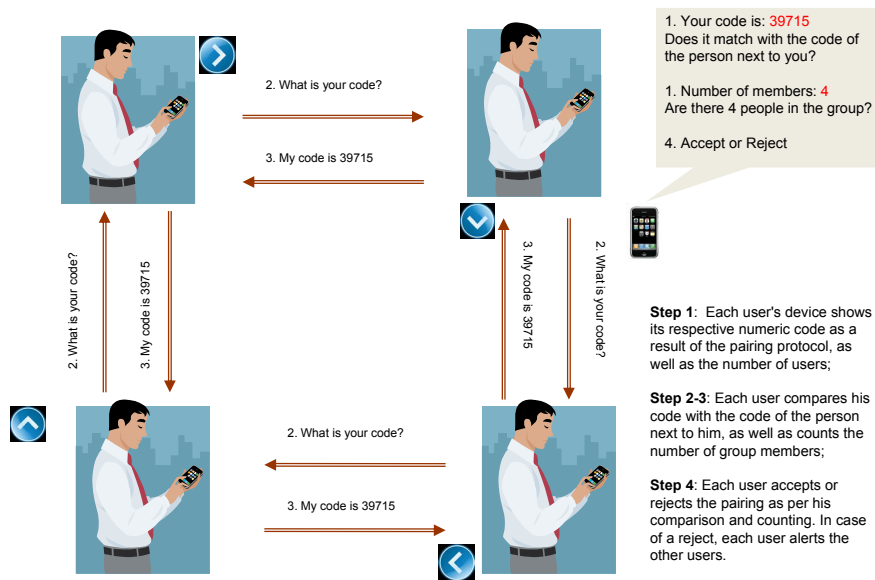 1. Your code is: 39715
Does it match with the code of
the person next to you?
1. Number of members: 4
Are there 4 people in the group?
4. Accept or Reject
2. What is your code?
3. My code is 39715
2. What is your code?
3. My code is 39715
3. My code is 39715
2. What is your code?
2. What is your code?
3. My code is 39715
Step 1: Each user's device shows
its respective numeric code as a
result of the pairing protocol, as
well as the number of users;
Step 2-3: Each user compares his
code with the code of the person
next to him, as well as counts the
number of group members;
Step 4: Each user accepts or
rejects the pairing as per his
comparison and counting. In case
of a reject, each user alerts the
other users.